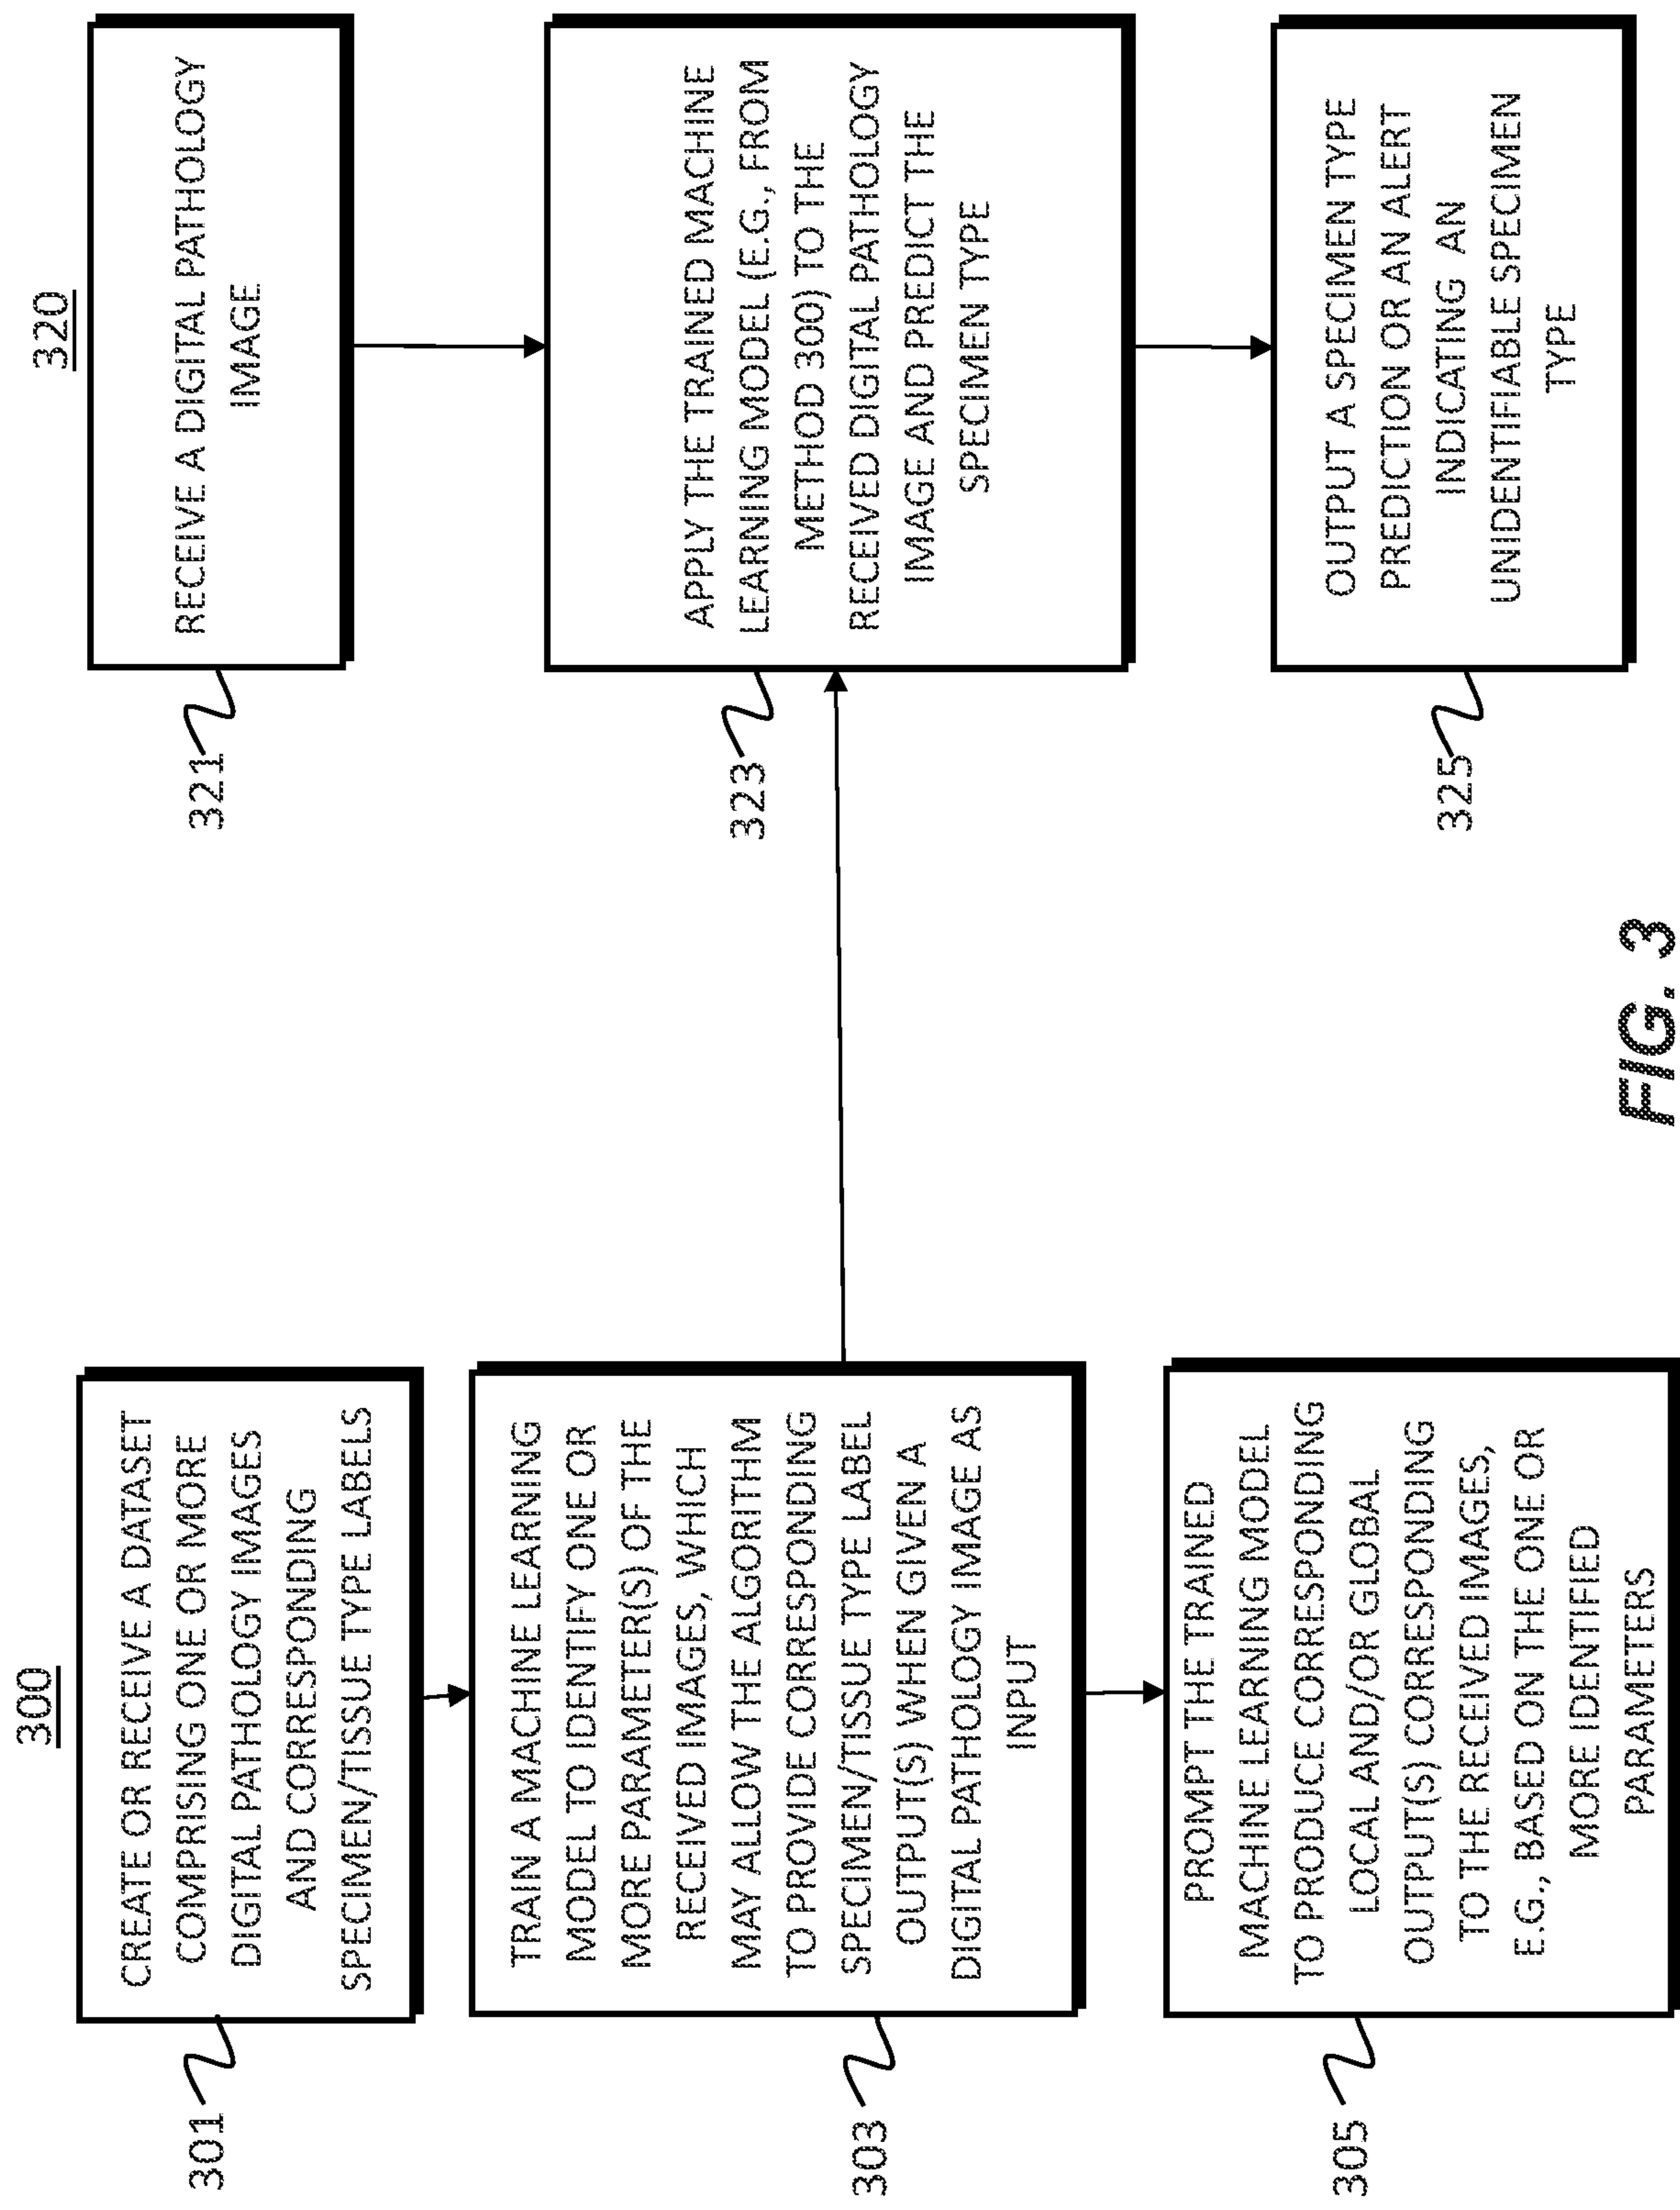 300
301
CREATE OR RECEIVE A DATASET
COMPRISING ONE OR MORE
DIGITAL PATHOLOGY IMAGES
AND CORRESPONDING
SPECIMEN/TISSUE TYPE LABELS
303
TRAIN A MACHINE LEARNING
MODEL TO IDENTIFY ONE OR
MORE PARAMETER(S) OF THE
RECEIVED IMAGES, WHICH
MAY ALLOW THE ALGORITHM
TO PROVIDE CORRESPONDING
SPECIMEN/TISSUE TYPE LABEL
OUTPUT(S) WHEN GIVEN A
DIGITAL PATHOLOGY IMAGE AS
INPUT
305
PROMPT THE TRAINED
MACHINE LEARNING MODEL
TO PRODUCE CORRESPONDING
LOCAL AND/OR GLOBAL
OUTPUT(S) CORRESPONDING
TO THE RECEIVED IMAGES,
E.G., BASED ON THE ONE OR
MORE IDENTIFIED
PARAMETERS
320
321
RECEIVE A DIGITAL PATHOLOGY
IMAGE
323
APPLY THE TRAINED MACHINE
LEARNING MODEL (E.G., FROM
METHOD 300) TO THE
RECEIVED DIGITAL PATHOLOGY
IMAGE AND PREDICT THE
SPECIMEN TYPE
325
OUTPUT A SPECIMEN TYPE
PREDICTION OR AN ALERT
INDICATING AN
UNIDENTIFIABLE SPECIMEN
TYPE
FIG. 3